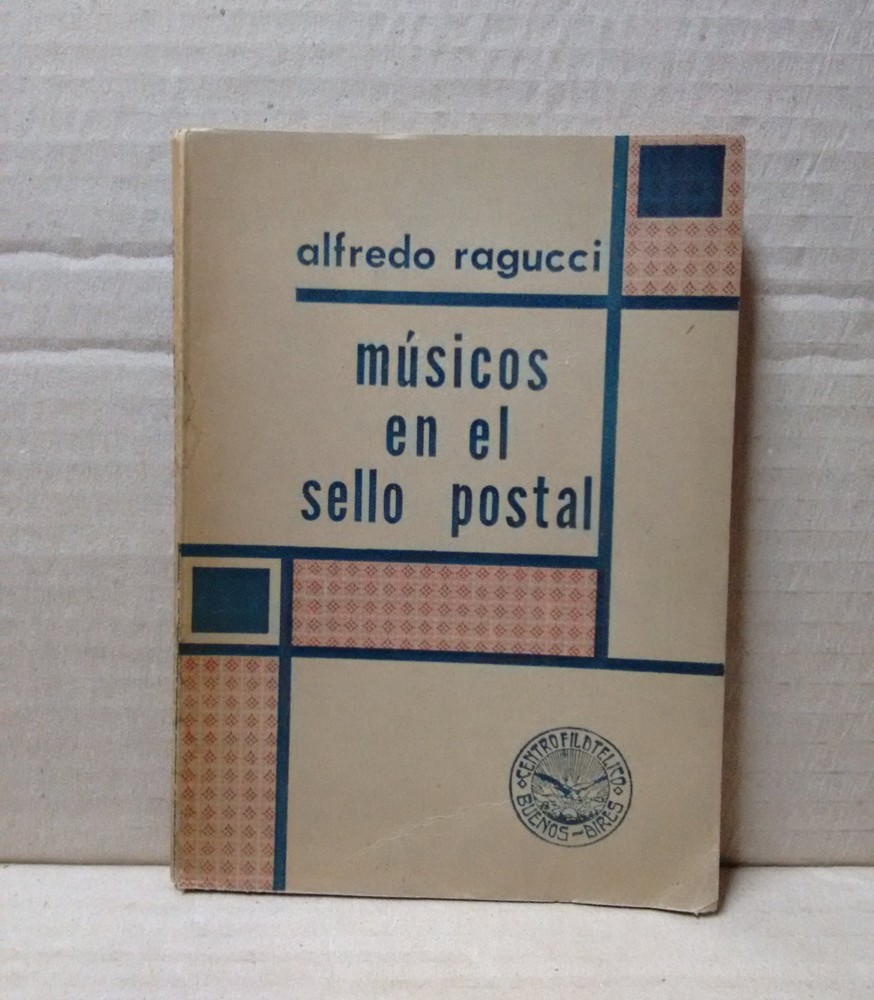 alfredo ragucci
músicos
en el
sello postal
CENTRO FILATELICO
BUENOS-AIRES